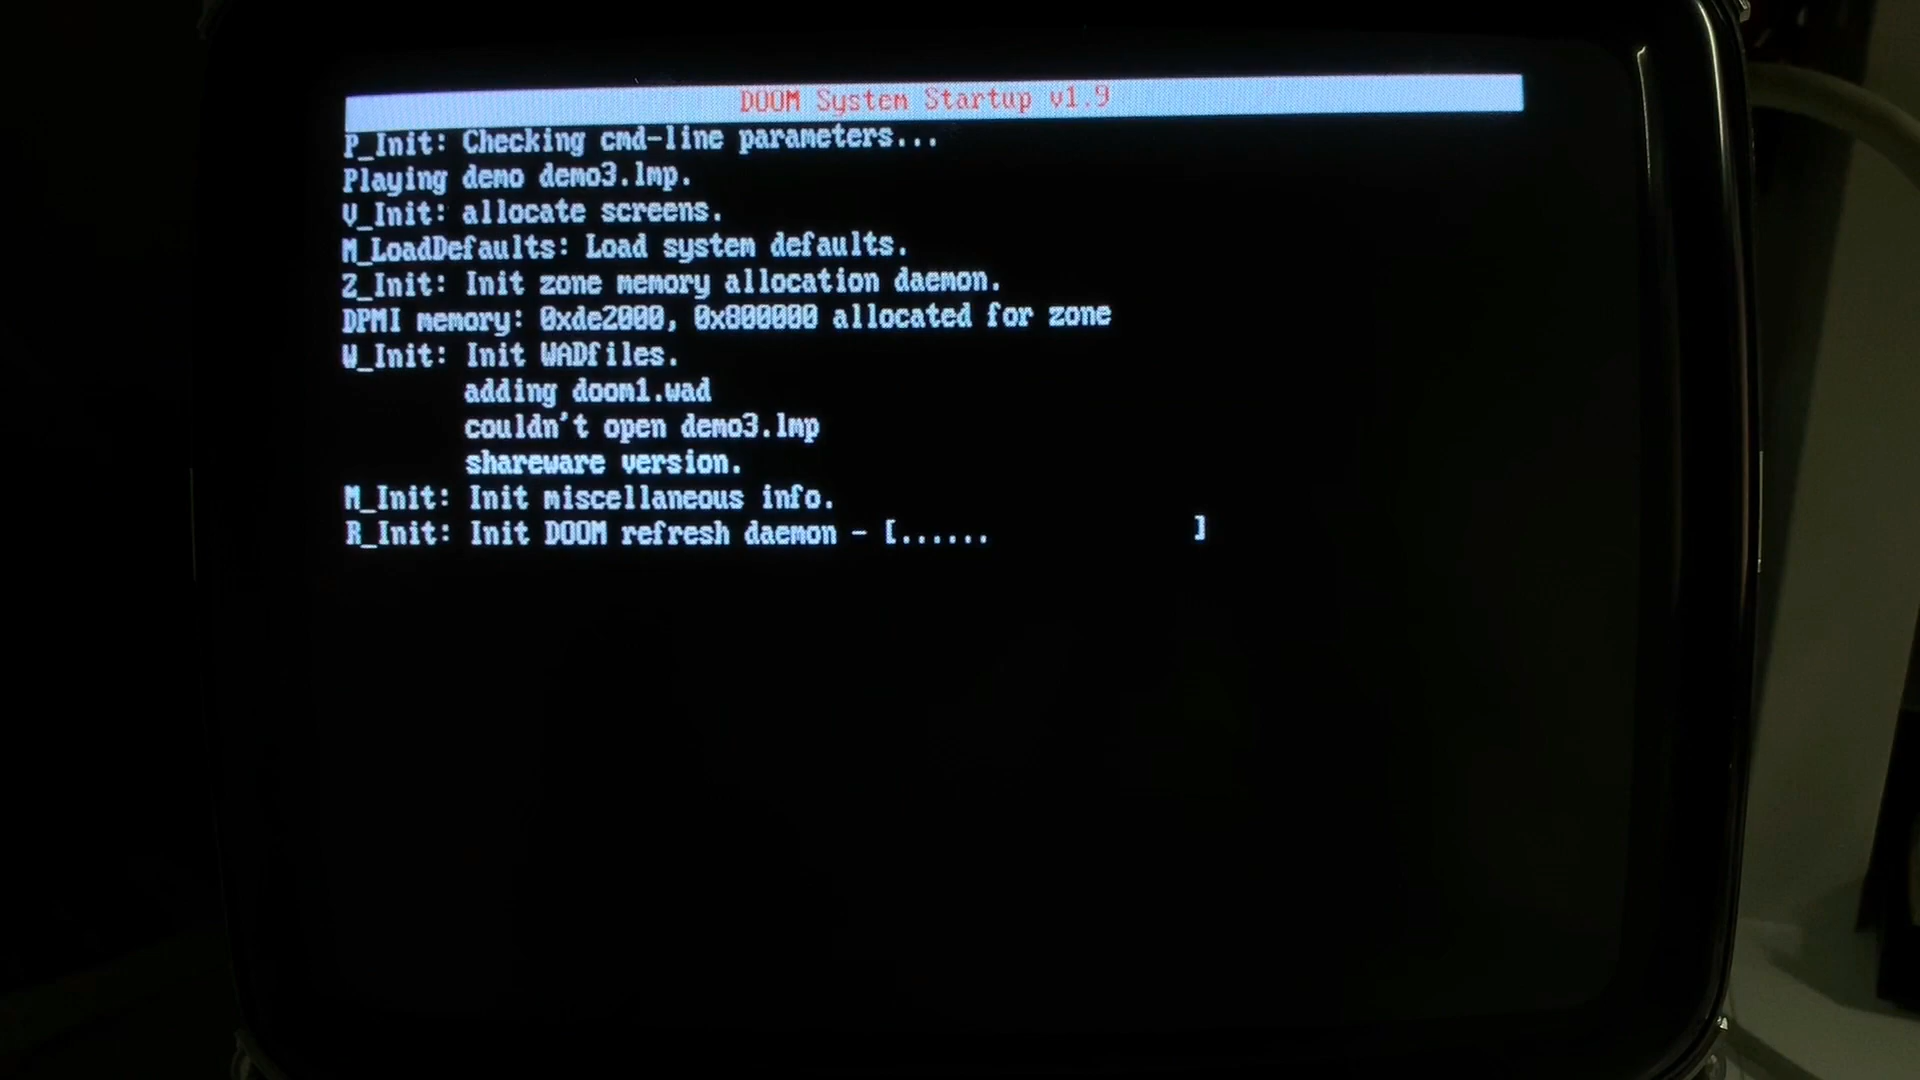 DOOM System Startup v1.9
P_Init: Checking cmd-line parameters...
Playing demo demo3.lmp.
V_Init: allocate screens.
M_LoadDefaults: Load system defaults.
Z_Init: Init zone memory allocation daemon.
DPMI memory: 0xde2000, 0x800000 allocated for zone
W_Init: Init WADfiles.
adding doom1.wad
couldn't open demo3.lmp
shareware version.
M_Init: Init miscellaneous info.
R_Init: Init DOOM refresh daemon - [......             ]